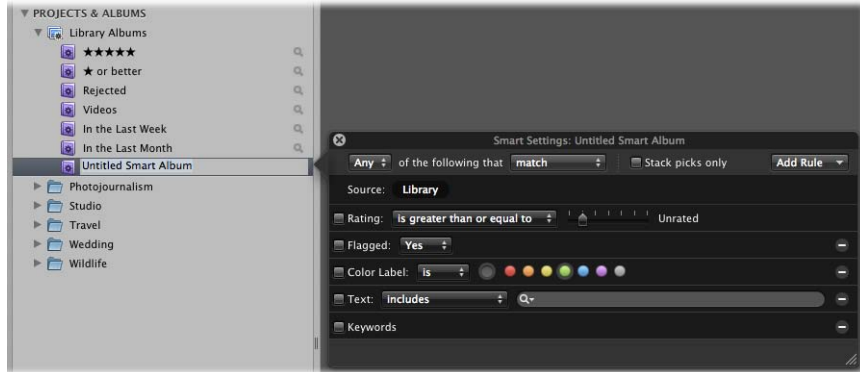 PROJECTS & ALBUMS
Library Albums
★★★★★
★ or better
Rejected
Videos
In the Last Week
In the Last Month
Untitled Smart Album
Photojournalism
Studio
Travel
Wedding
Wildlife
Smart Settings: Untitled Smart Album
Any of the following that match Stack picks only Add Rule
Source: Library
Rating: is greater than or equal to Unrated
Flagged: Yes
Color Label: is
Text: includes
Keywords